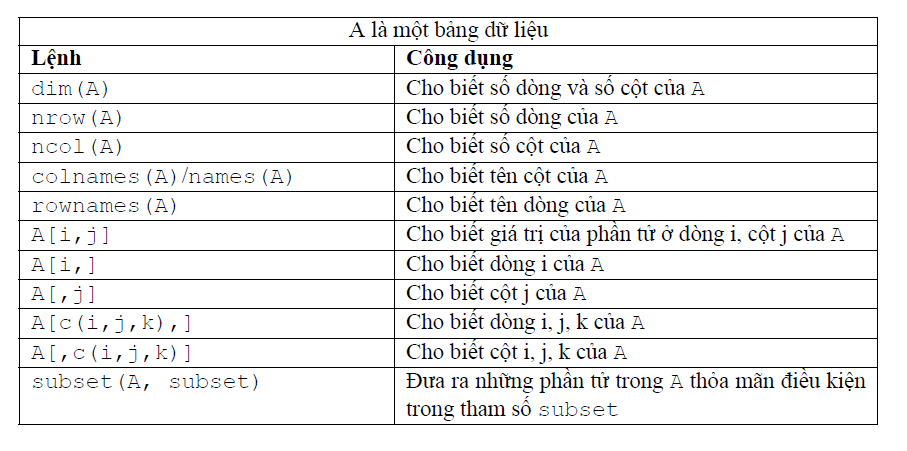 A là một bảng dữ liệu
Lệnh Công dụng
dim(A) Cho biết số dòng và số cột của A
nrow(A) Cho biết số dòng của A
ncol(A) Cho biết số cột của A
colnames(A)/names(A) Cho biết tên cột của A
rownames(A) Cho biết tên dòng của A
A[i,j] Cho biết giá trị của phần tử ở dòng i, cột j của A
A[i,] Cho biết dòng i của A
A[,j] Cho biết cột j của A
A[c(i,j,k),] Cho biết dòng i, j, k của A
A[,c(i,j,k)] Cho biết cột i, j, k của A
subset(A, subset) Đưa ra những phần tử trong A thỏa mãn điều kiện
trong tham số subset